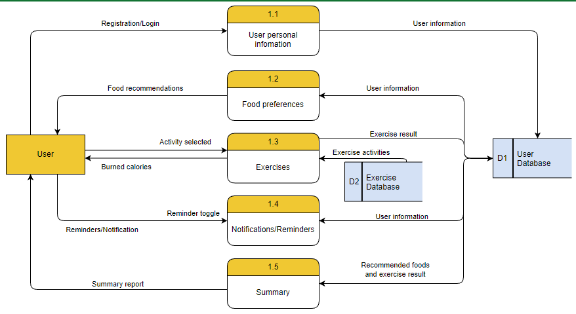 1.1
Registration/Login
User information
User personal
infomation
1.2
Food recommendations
User information
Food preferences
1.3
Exercise result
Activity selected
User
Exercise activities
D1
User
Database
Burned calories
Exercises
D2
Exercise
Database
1.4
Reminder toggle
User information
Reminders/Notification
Notifications/Reminders
1.5
Recommended foods
and exercise result
Summary report
Summary